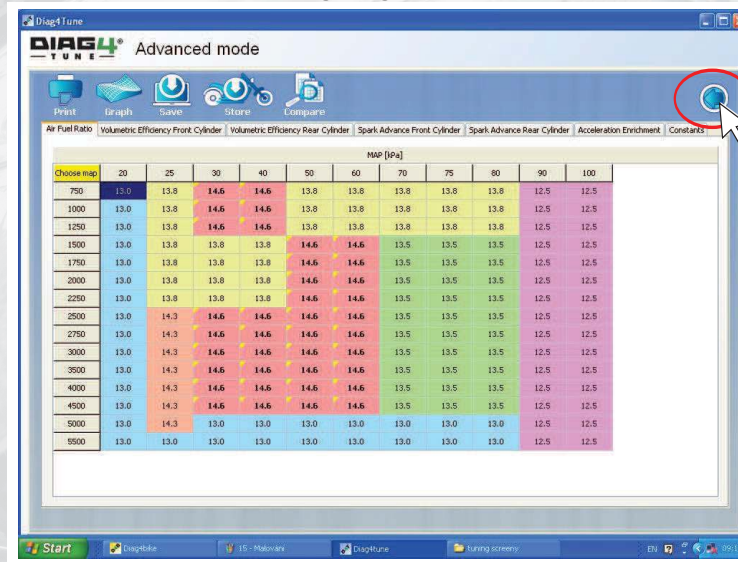 Diag4Tune
DIAG4® TUNE Advanced mode
Print Graph Save Store Compare
Air Fuel Ratio Volumetric Efficiency Front Cylinder Volumetric Efficiency Rear Cylinder Spark Advance Front Cylinder Spark Advance Rear Cylinder Acceleration Enrichment Constants
MAP [kPa]
Choose map 20 25 30 40 50 60 70 75 80 90 100
750 13.0 13.8 14.6 14.6 13.8 13.8 13.8 13.8 13.8 12.5 12.5
1000 13.0 13.8 14.6 14.6 13.8 13.8 13.8 13.8 13.8 12.5 12.5
1250 13.0 13.8 14.6 14.6 13.8 13.8 13.8 13.8 13.8 12.5 12.5
1500 13.0 13.8 13.8 13.8 14.6 14.6 13.5 13.5 13.5 12.5 12.5
1750 13.0 13.8 13.8 13.8 14.6 14.6 13.5 13.5 13.5 12.5 12.5
2000 13.0 13.8 13.8 13.8 14.6 14.6 13.5 13.5 13.5 12.5 12.5
2250 13.0 13.8 13.8 13.8 14.6 14.6 13.5 13.5 13.5 12.5 12.5
2500 13.0 14.3 14.6 14.6 14.6 14.6 13.5 13.5 13.5 12.5 12.5
2750 13.0 14.3 14.6 14.6 14.6 14.6 13.5 13.5 13.5 12.5 12.5
3000 13.0 14.3 14.6 14.6 14.6 14.6 13.5 13.5 13.5 12.5 12.5
3500 13.0 14.3 14.6 14.6 14.6 14.6 13.5 13.5 13.5 12.5 12.5
4000 13.0 14.3 14.6 14.6 14.6 14.6 13.5 13.5 13.5 12.5 12.5
4500 13.0 14.3 14.6 14.6 14.6 14.6 13.5 13.5 13.5 12.5 12.5
5000 13.0 14.3 13.0 13.0 13.0 13.0 13.0 13.0 13.0 12.5 12.5
5500 13.0 13.0 13.0 13.0 13.0 13.0 13.0 13.0 13.0 12.5 12.5
Start Diag4bike 15 - Malování Diag4tune tuning screeny EN